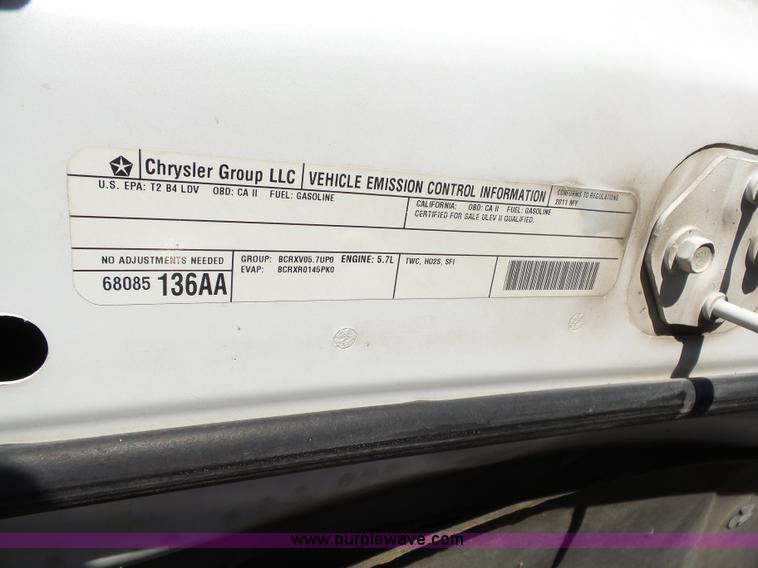 Chrysler Group LLC
VEHICLE EMISSION CONTROL INFORMATION
CONFORMS TO REGULATIONS
2011 MY
U.S. EPA: T2 B4 LDV OBD: CA II FUEL: GASOLINE
CALIFORNIA: OBD: CA II FUEL: GASOLINE
CERTIFIED FOR SALE ULEV II QUALIFIED.
NO ADJUSTMENTS NEEDED
68085 136AA
GROUP: BCRXV05.7UP0 ENGINE: 5.7L
EVAP: BCRXR0145PK0
TWC, HO2S, SFI
www.purplewave.com